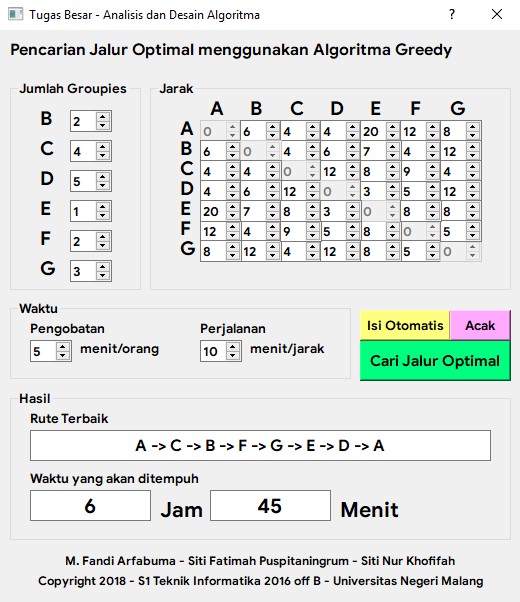 Tugas Besar - Analisis dan Desain Algoritma
Pencarian Jalur Optimal menggunakan Algoritma Greedy
Jumlah Groupies
B 2
C 4
D 5
E 1
F 2
G 3
Jarak
A B C D E F G
A 0 6 4 4 20 12 8
B 6 0 4 6 7 4 12
C 4 4 0 12 8 9 4
D 4 6 12 0 3 5 12
E 20 7 8 3 0 8 8
F 12 4 9 5 8 0 5
G 8 12 4 12 8 5 0
Waktu
Pengobatan
5 menit/orang
Perjalanan
10 menit/jarak
Isi Otomatis
Acak
Cari Jalur Optimal
Hasil
Rute Terbaik
A -> C -> B -> F -> G -> E -> D -> A
Waktu yang akan ditempuh
6 Jam 45 Menit
M. Fandi Arfabuma - Siti Fatimah Puspitaningrum - Siti Nur Khofifah
Copyright 2018 - S1 Teknik Informatika 2016 off B - Universitas Negeri Malang